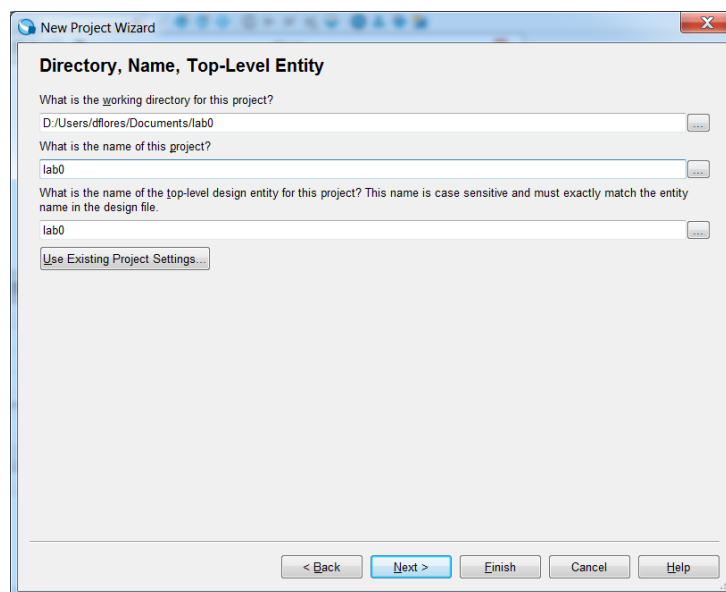 New Project Wizard
Directory, Name, Top-Level Entity
What is the working directory for this project?
D:/Users/dflores/Documents/lab0
...
What is the name of this project?
lab0
...
What is the name of the top-level design entity for this project? This name is case sensitive and must exactly match the entity
name in the design file.
lab0
...
Use Existing Project Settings...
< Back Next > Finish Cancel Help